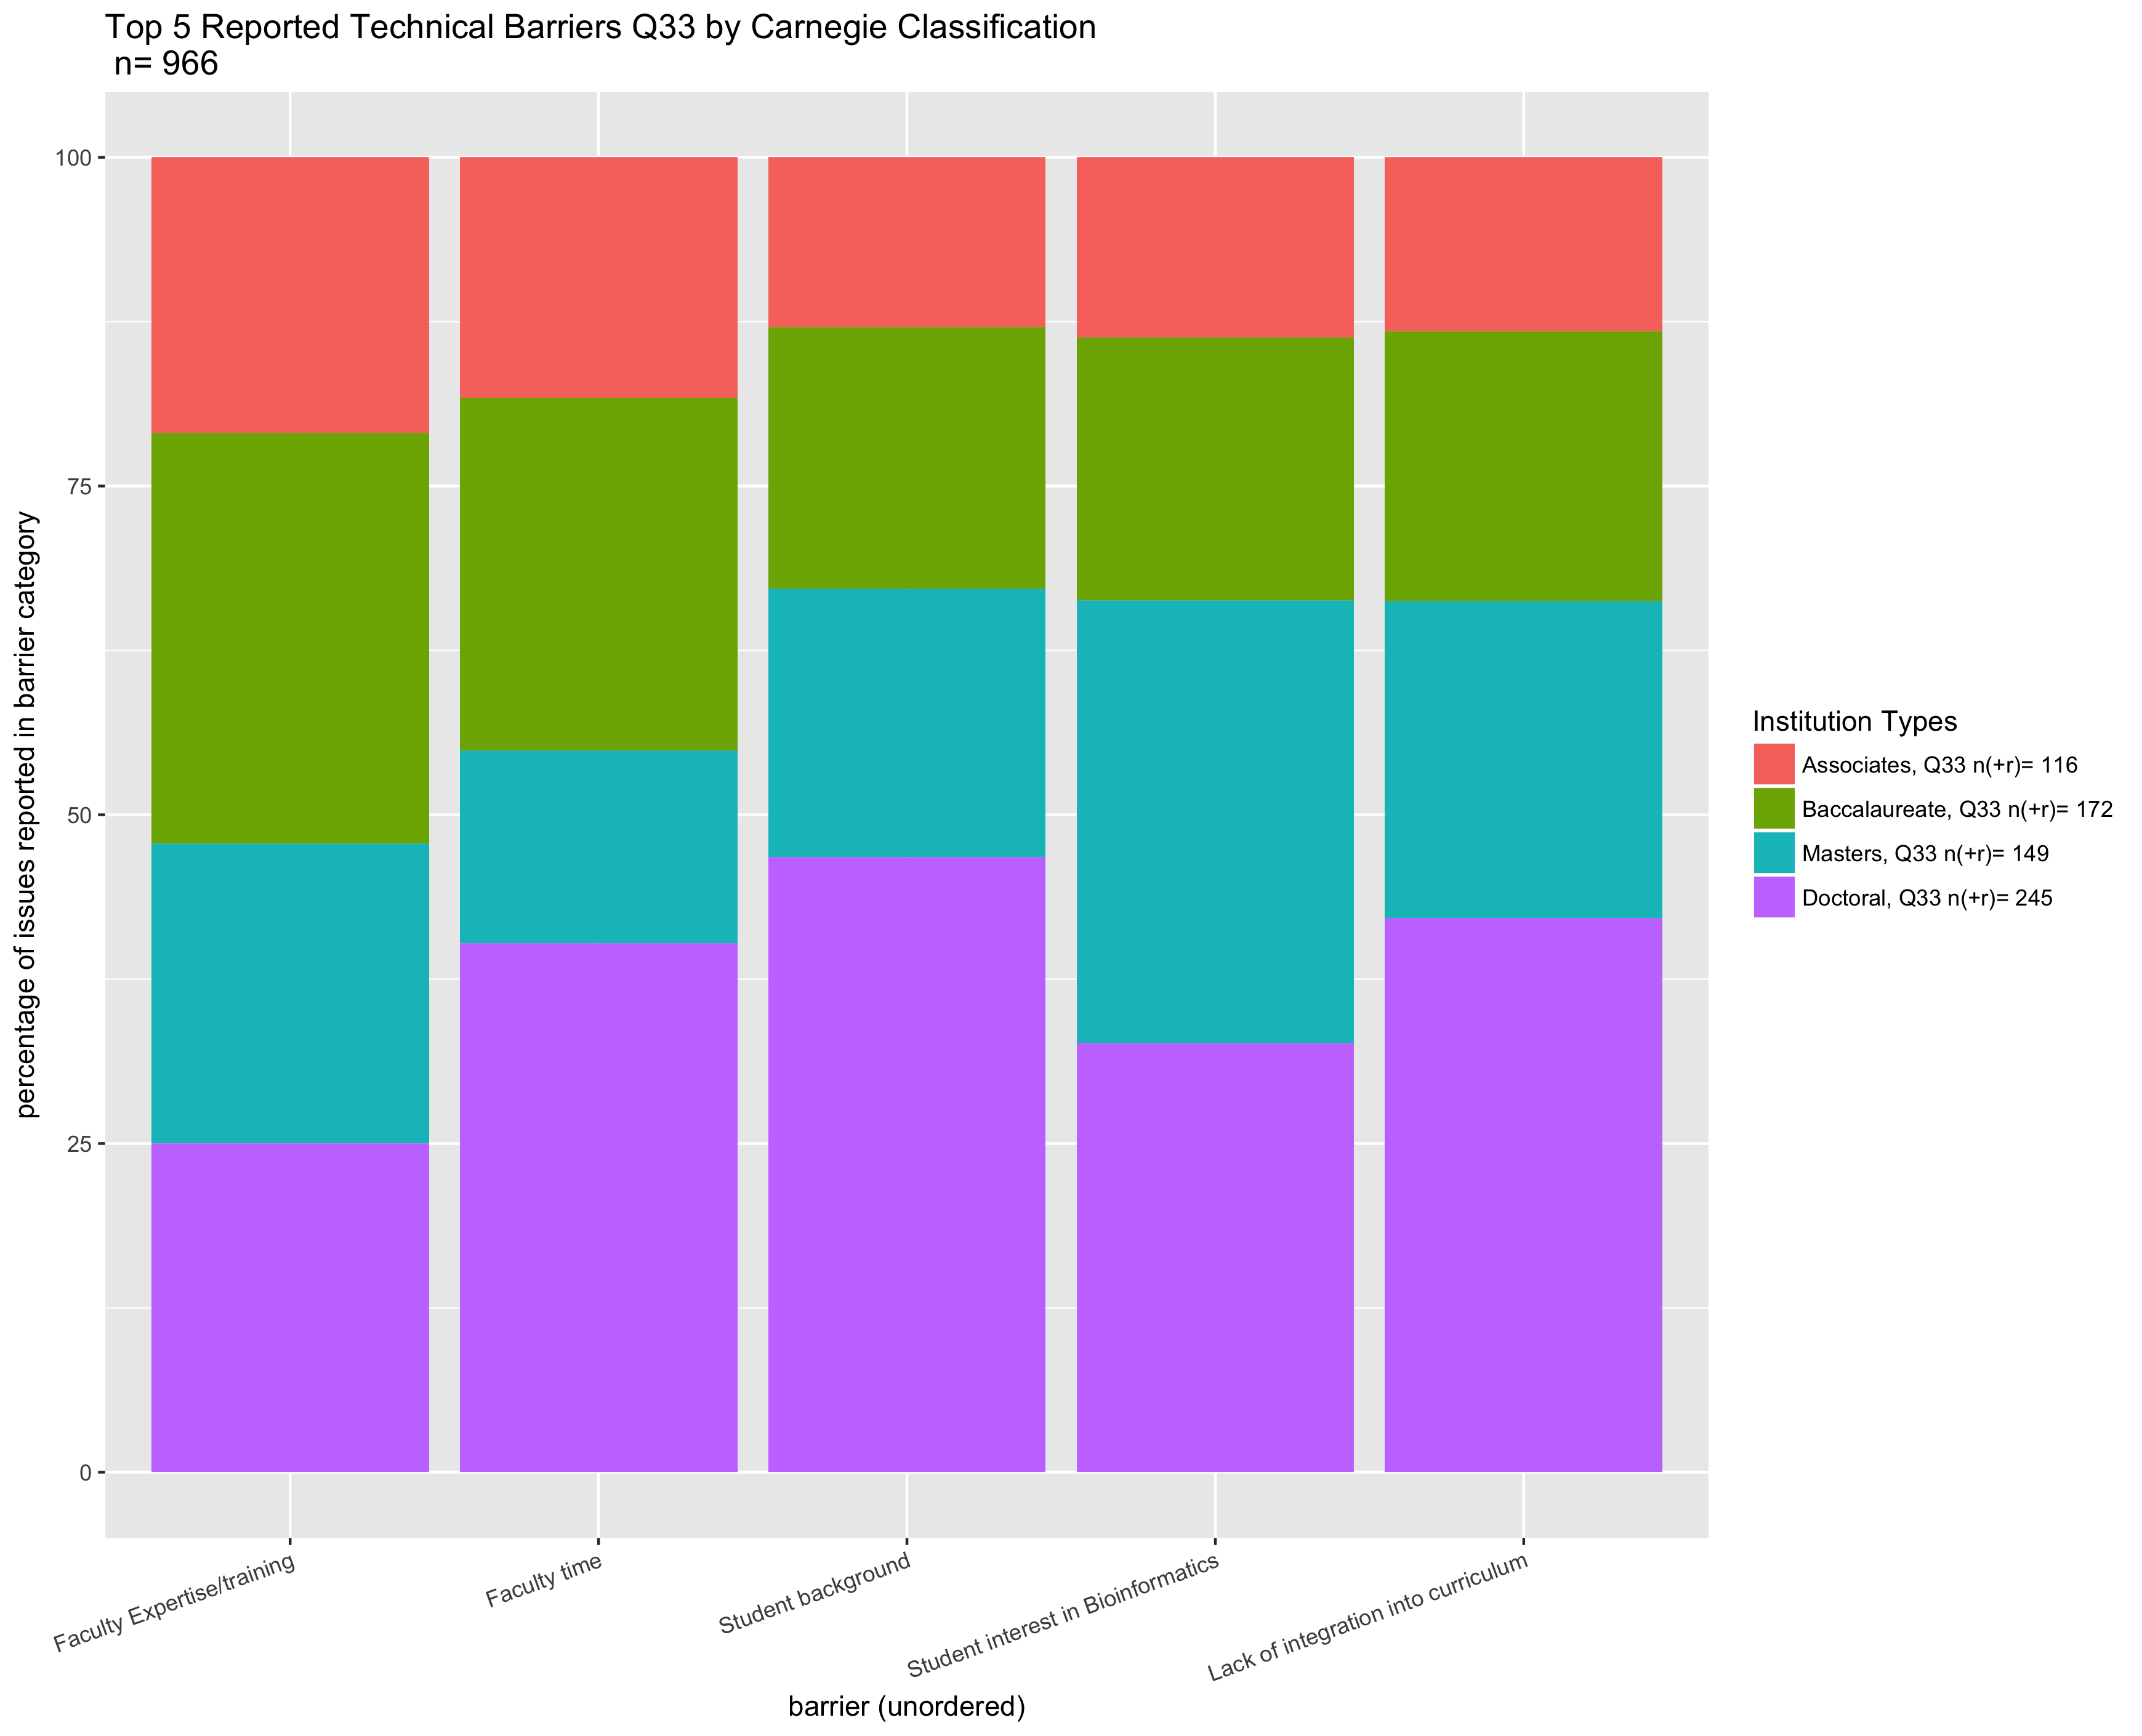 Top 5 Reported Technical Barriers Q33 by Carnegie Classification
n= 966
percentage of issues reported in barrier category
100
75
50
25
0
Faculty Expertise/training
Faculty time
Student background
Student interest in Bioinformatics
Lack of integration into curriculum
barrier (unordered)
Institution Types
Associates, Q33 n(+r)= 116
Baccalaureate, Q33 n(+r)= 172
Masters, Q33 n(+r)= 149
Doctoral, Q33 n(+r)= 245